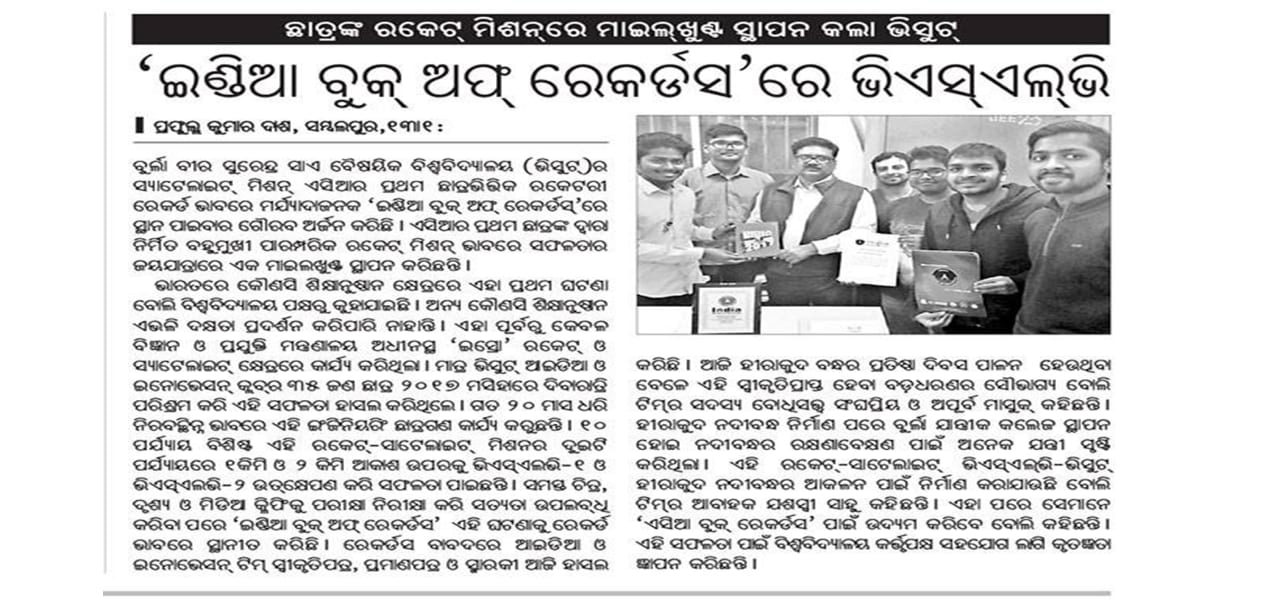 ଛାତ୍ରଙ୍କ ରକେଟ୍ ମିଶନ୍‌ରେ ମାଇଲ୍‌ଖୁଣ୍ଟ ସ୍ଥାପନ କଲା ଭିସୁଟ୍
‘ଇଣ୍ଡିଆ ବୁକ୍ ଅଫ୍ ରେକର୍ଡସ’ରେ ଭିଏସ୍‌ଏଲ୍‌ଭି
ପ୍ରଫୁଲ୍ଲ କୁମାର ଦାଶ, ସମ୍ବଲପୁର,୧୩।୧:
ବୁର୍ଲା ବୀର ସୁରେନ୍ଦ୍ର ସାଏ ବୈଷୟିକ ବିଶ୍ୱବିଦ୍ୟାଳୟ (ଭିସୁଟ୍)ର
ସ୍ୟାଟେଲାଇଟ୍ ମିଶନ୍ ଏସିଆର ପ୍ରଥମ ଛାତ୍ରଭିତ୍ତିକ ରକେଟରୀ
ରେକର୍ଡ ଭାବରେ ମର୍ଯ୍ୟାଦାଜନକ ‘ଇଣ୍ଡିଆ ବୁକ୍ ଅଫ୍ ରେକର୍ଡସ୍’ରେ
ସ୍ଥାନ ପାଇବାର ଗୌରବ ଅର୍ଜନ କରିଛି । ଏସିଆର ପ୍ରଥମ ଛାତ୍ରଙ୍କ ଦ୍ୱାରା
ନିର୍ମିତ ବହୁମୁଖୀ ପାରମ୍ପରିକ ରକେଟ୍ ମିଶନ୍ ଭାବରେ ସଫଳତାର
ଜୟଯାତ୍ରାରେ ଏକ ମାଇଲଖୁଣ୍ଟ ସ୍ଥାପନ କରିଛନ୍ତି ।
ଭାରତରେ କୌଣସି ଶିକ୍ଷାନୁଷ୍ଠାନ କ୍ଷେତ୍ରରେ ଏହା ପ୍ରଥମ ଘଟଣା
ବୋଲି ବିଶ୍ୱବିଦ୍ୟାଳୟ ପକ୍ଷରୁ କୁହାଯାଇଛି । ଅନ୍ୟ କୌଣସି ଶିକ୍ଷାନୁଷ୍ଠାନ
ଏଭଳି ଦକ୍ଷତା ପ୍ରଦର୍ଶନ କରିପାରି ନାହାନ୍ତି । ଏହା ପୂର୍ବରୁ କେବଳ
ବିଜ୍ଞାନ ଓ ପ୍ରଯୁକ୍ତି ମନ୍ତ୍ରଣାଳୟ ଅଧୀନସ୍ଥ ‘ଇସ୍ରୋ’ ରକେଟ୍ ଓ
ସ୍ୟାଟେଲାଇଟ୍ କ୍ଷେତ୍ରରେ କାର୍ଯ୍ୟ କରିଥିଲା । ମାତ୍ର ଭିସୁଟ୍ ଆଇଡିଆ ଓ
ଇନୋଭେସନ୍ କ୍ଲବ୍‌ର ୩୫ ଜଣ ଛାତ୍ର ୨୦୧୭ ମସିହାରେ ଦିବାରାତ୍ରି
ପରିଶ୍ରମ କରି ଏହି ସଫଳତା ହାସଲ କରିଥିଲେ । ଗତ ୨୦ ମାସ ଧରି
ନିରବଚ୍ଛିନ୍ନ ଭାବରେ ଏହି ଇଞ୍ଜିନିୟରିଂ ଛାତ୍ରଗଣ କାର୍ଯ୍ୟ କରୁଛନ୍ତି । ୧୦
ପର୍ଯ୍ୟାୟ ବିଶିଷ୍ଟ ଏହି ରକେଟ୍-ସାଟେଲାଇଟ୍ ମିଶନର ଦୁଇଟି
ପର୍ଯ୍ୟାୟରେ ୧କିମି ଓ ୨ କିମି ଆକାଶ ଉପରକୁ ଭିଏସ୍‌ଏଲଭି-୧ ଓ
ଭିଏସ୍‌ଏଲଭି-୨ ଉତ୍‌କ୍ଷେପଣ କରି ସଫଳତା ପାଇଛନ୍ତି । ସମସ୍ତ ଚିତ୍ର,
ଦୃଶ୍ୟ ଓ ମିଡିଆ କ୍ଲିଫିକୁ ପରୀକ୍ଷା ନିରୀକ୍ଷା କରି ସତ୍ୟତା ଉପଲବ୍ଧି
କରିବା ପରେ ‘ଇଣ୍ଡିଆ ବୁକ୍ ଅଫ୍ ରେକର୍ଡସ’ ଏହି ଘଟଣାକୁ ରେକର୍ଡ
ଭାବରେ ସ୍ଥାନୀତ କରିଛି । ରେକର୍ଡସ ବାବଦରେ ଆଇଡିଆ ଓ
ଇନୋଭେସନ୍ ଟିମ୍ ସ୍ୱୀକୃତିପତ୍ର, ପ୍ରମାଣପତ୍ର ଓ ସ୍ମାରକୀ ଆଜି ହାସଲ
India
କରିଛି । ଆଜି ହୀରାକୁଦ ବନ୍ଧର ପ୍ରତିଷ୍ଠା ଦିବସ ପାଳନ ହେଉଥିବା
ବେଳେ ଏହି ସ୍ୱୀକୃତିପ୍ରାପ୍ତ ହେବା ବଡ଼ଧରଣର ସୌଭାଗ୍ୟ ବୋଲି
ଟିମ୍‌ର ସଦସ୍ୟ ବୋଧିସତ୍ତ୍ୱ ସଂଘପ୍ରିୟ ଓ ଅପୂର୍ବ ମାସୁକ୍ କହିଛନ୍ତି ।
ହୀରାକୁଦ ନଦୀବନ୍ଧ ନିର୍ମାଣ ପରେ ବୁର୍ଲା ଯାନ୍ତ୍ରୀକ କଲେଜ ସ୍ଥାପନ
ହୋଇ ନଦୀବନ୍ଧର ରକ୍ଷଣାବେକ୍ଷଣ ପାଇଁ ଅନେକ ଯନ୍ତ୍ରୀ ସୃଷ୍ଟି
କରିଥିଲା । ଏହି ରକେଟ-ସାଟେଲାଇଟ୍ ଭିଏସ୍‌ଏଲ୍‌ଭି-ଭିସୁଟ୍
ହୀରାକୁଦ ନଦୀବନ୍ଧର ଆକଳନ ପାଇଁ ନିର୍ମାଣ କରାଯାଉଛି ବୋଲି
ଟିମ୍‌ର ଆବାହକ ଯଶସ୍ୱୀ ସାହୁ କହିଛନ୍ତି । ଏହା ପରେ ସେମାନେ
‘ଏସିଆ ବୁକ୍ ରେକର୍ଡସ’ ପାଇଁ ଉଦ୍ୟମ କରିବେ ବୋଲି କହିଛନ୍ତି ।
ଏହି ସଫଳତା ପାଇଁ ବିଶ୍ୱବିଦ୍ୟାଳୟ କର୍ତ୍ତୃପକ୍ଷ ସହଯୋଗ ଲାଗି କୃତଜ୍ଞତା
ଜ୍ଞାପନ କରିଛନ୍ତି ।